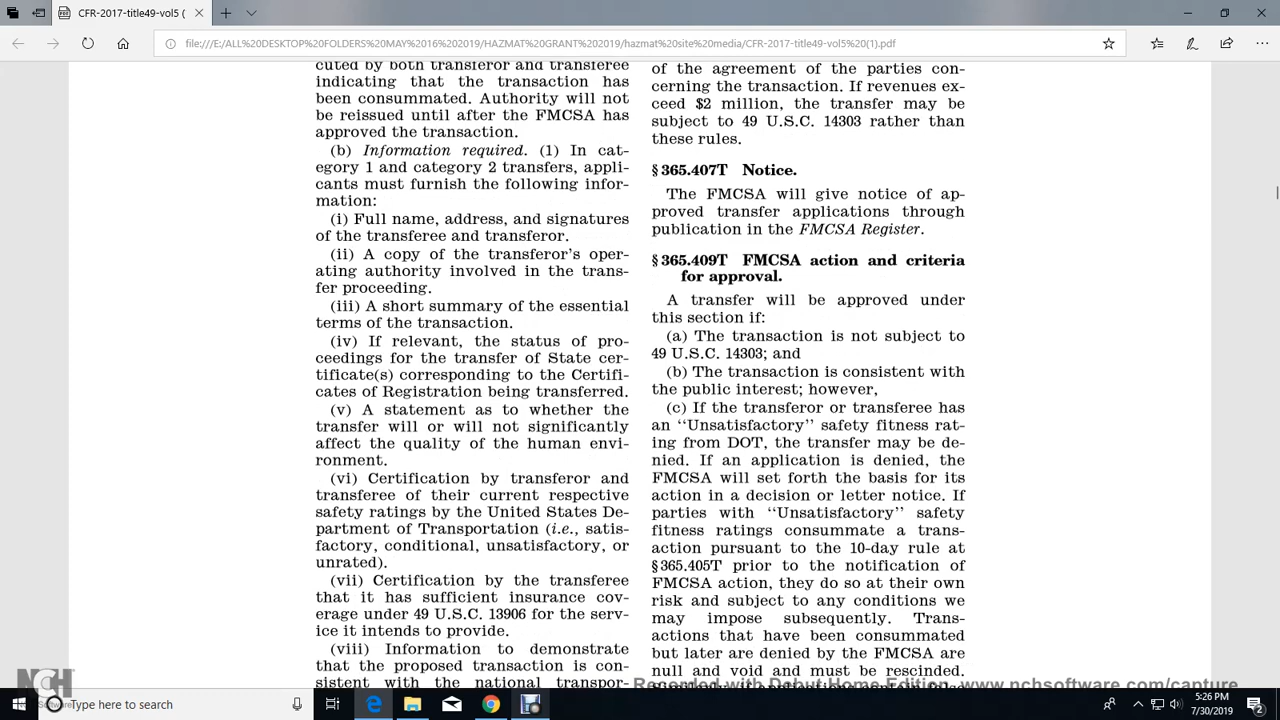 CFR-2017-title49-vol5 (
file:///E:/ALL%20DESKTOP%20FOLDERS%20MAY%2016%202019/HAZMAT%20GRANT%202019/hazmat%20site%20media/CFR-2017-title49-vol5%20(1).pdf
cuted by both transferor and transferee
indicating that the transaction has
been consummated. Authority will not
be reissued until after the FMCSA has
approved the transaction.
(b) Information required. (1) In cat-
egory 1 and category 2 transfers, appli-
cants must furnish the following infor-
mation:
(i) Full name, address, and signatures
of the transferee and transferor.
(ii) A copy of the transferor's oper-
ating authority involved in the trans-
fer proceeding.
(iii) A short summary of the essential
terms of the transaction.
(iv) If relevant, the status of pro-
ceedings for the transfer of State cer-
tificate(s) corresponding to the Certifi-
cates of Registration being transferred.
(v) A statement as to whether the
transfer will or will not significantly
affect the quality of the human envi-
ronment.
(vi) Certification by transferor and
transferee of their current respective
safety ratings by the United States De-
partment of Transportation (i.e., satis-
factory, conditional, unsatisfactory, or
unrated).
(vii) Certification by the transferee
that it has sufficient insurance cov-
erage under 49 U.S.C. 13906 for the serv-
ice it intends to provide.
(viii) Information to demonstrate
that the proposed transaction is con-
sistent with the national transpor-
of the agreement of the parties con-
cerning the transaction. If revenues ex-
ceed $2 million, the transfer may be
subject to 49 U.S.C. 14303 rather than
these rules.
§ 365.407T Notice.
The FMCSA will give notice of ap-
proved transfer applications through
publication in the FMCSA Register.
§ 365.409T FMCSA action and criteria
for approval.
A transfer will be approved under
this section if:
(a) The transaction is not subject to
49 U.S.C. 14303; and
(b) The transaction is consistent with
the public interest; however,
(c) If the transferor or transferee has
an ‘‘Unsatisfactory’’ safety fitness rat-
ing from DOT, the transfer may be de-
nied. If an application is denied, the
FMCSA will set forth the basis for its
action in a decision or letter notice. If
parties with ‘‘Unsatisfactory’’ safety
fitness ratings consummate a trans-
action pursuant to the 10-day rule at
§ 365.405T prior to the notification of
FMCSA action, they do so at their own
risk and subject to any conditions we
may impose subsequently. Trans-
actions that have been consummated
but later are denied by the FMCSA are
null and void and must be rescinded.
Recorded with Debut Home Edition www.nchsoftware.com/capture
NCH
Software
Type here to search
5:26 PM
7/30/2019